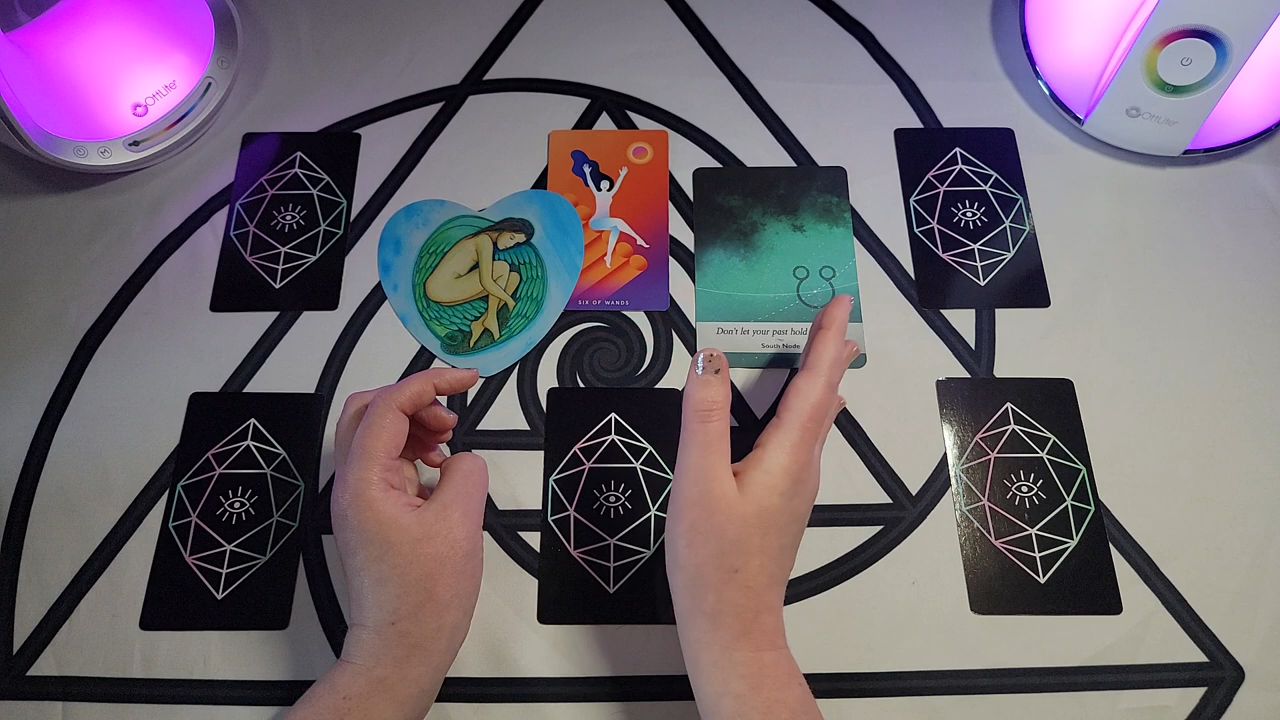 OttLite
OttLite
SIX OF WANDS
Don't let your past hold
South Node